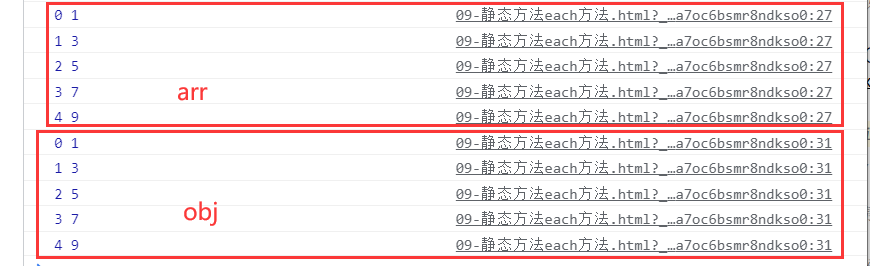 0 1 09-静态方法each方法.html?_…a7oc6bsmr8ndkso0:27
1 3 09-静态方法each方法.html?_…a7oc6bsmr8ndkso0:27
2 5 09-静态方法each方法.html?_…a7oc6bsmr8ndkso0:27
3 7 09-静态方法each方法.html?_…a7oc6bsmr8ndkso0:27
arr
4 9 09-静态方法each方法.html?_…a7oc6bsmr8ndkso0:27
0 1 09-静态方法each方法.html?_…a7oc6bsmr8ndkso0:31
1 3 09-静态方法each方法.html?_…a7oc6bsmr8ndkso0:31
2 5 09-静态方法each方法.html?_…a7oc6bsmr8ndkso0:31
3 7 09-静态方法each方法.html?_…a7oc6bsmr8ndkso0:31
obj
4 9 09-静态方法each方法.html?_…a7oc6bsmr8ndkso0:31